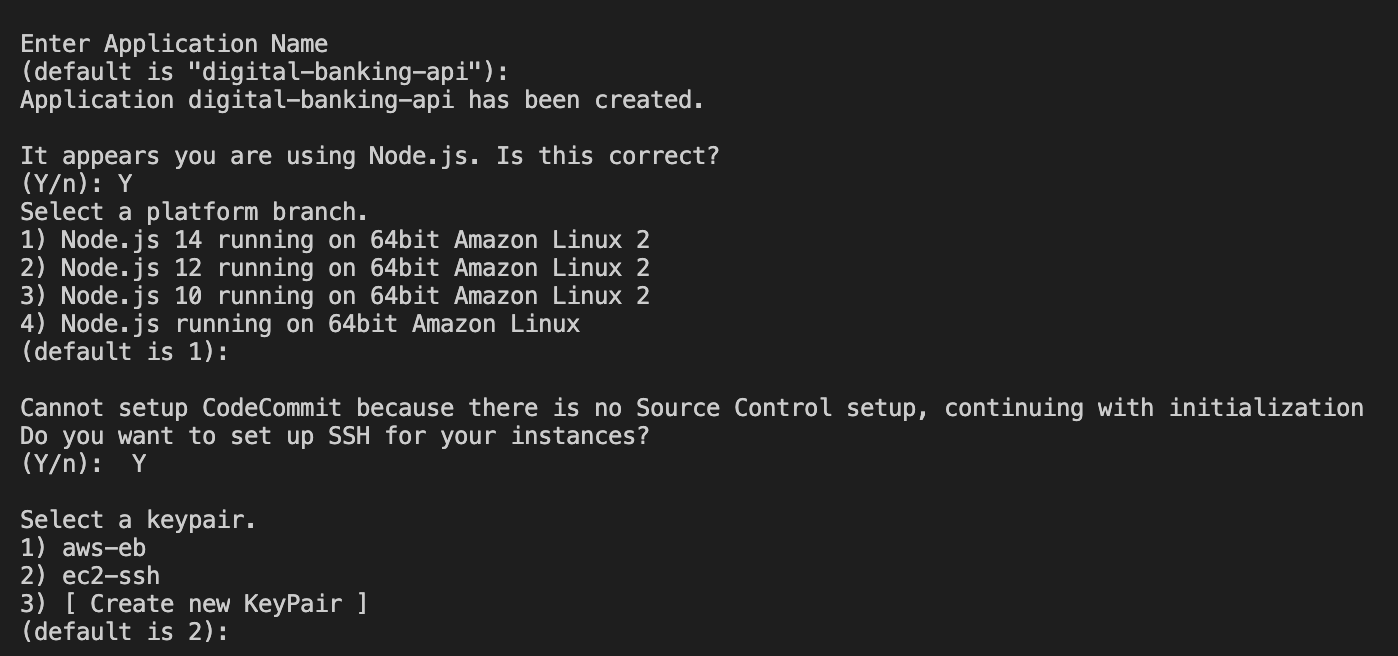 Enter Application Name
(default is "digital-banking-api"):
Application digital-banking-api has been created.
It appears you are using Node.js. Is this correct?
(Y/n): Y
Select a platform branch.
1) Node.js 14 running on 64bit Amazon Linux 2
2) Node.js 12 running on 64bit Amazon Linux 2
3) Node.js 10 running on 64bit Amazon Linux 2
4) Node.js running on 64bit Amazon Linux
(default is 1):
Cannot setup CodeCommit because there is no Source Control setup, continuing with initialization
Do you want to set up SSH for your instances?
(Y/n):  Y
Select a keypair.
1) aws-eb
2) ec2-ssh
3) [ Create new KeyPair ]
(default is 2):